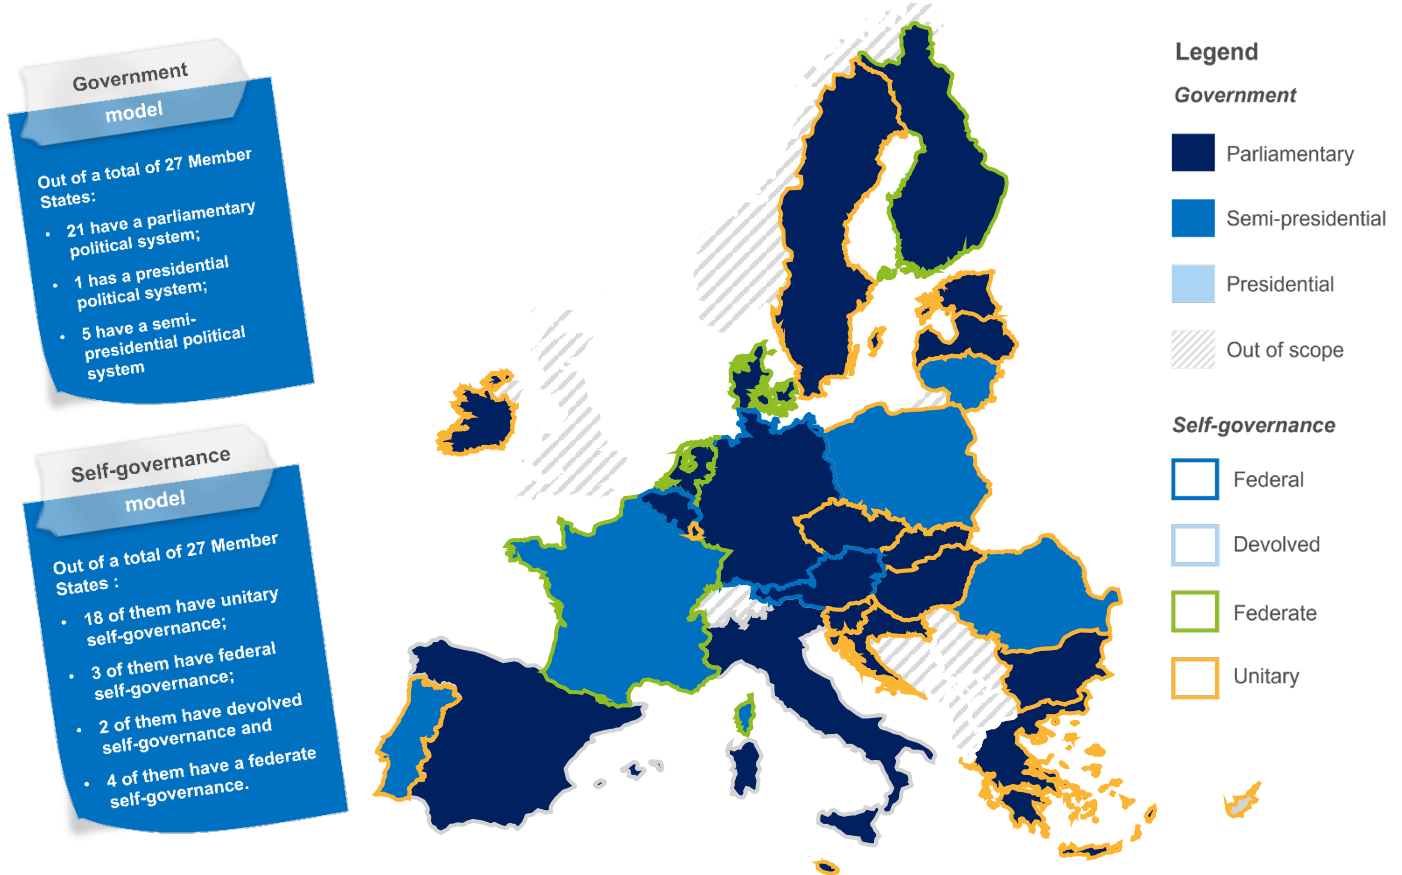 Government
model
Out of a total of 27 Member
States:
• 21 have a parliamentary
political system;
• 1 has a presidential
political system;
• 5 have a semi-
presidential political
system
Self-governance
model
Out of a total of 27 Member
States :
• 18 of them have unitary
self-governance;
• 3 of them have federal
self-governance;
• 2 of them have devolved
self-governance and
• 4 of them have a federate
self-governance.
Legend
Government
Parliamentary
Semi-presidential
Presidential
Out of scope
Self-governance
Federal
Devolved
Federate
Unitary